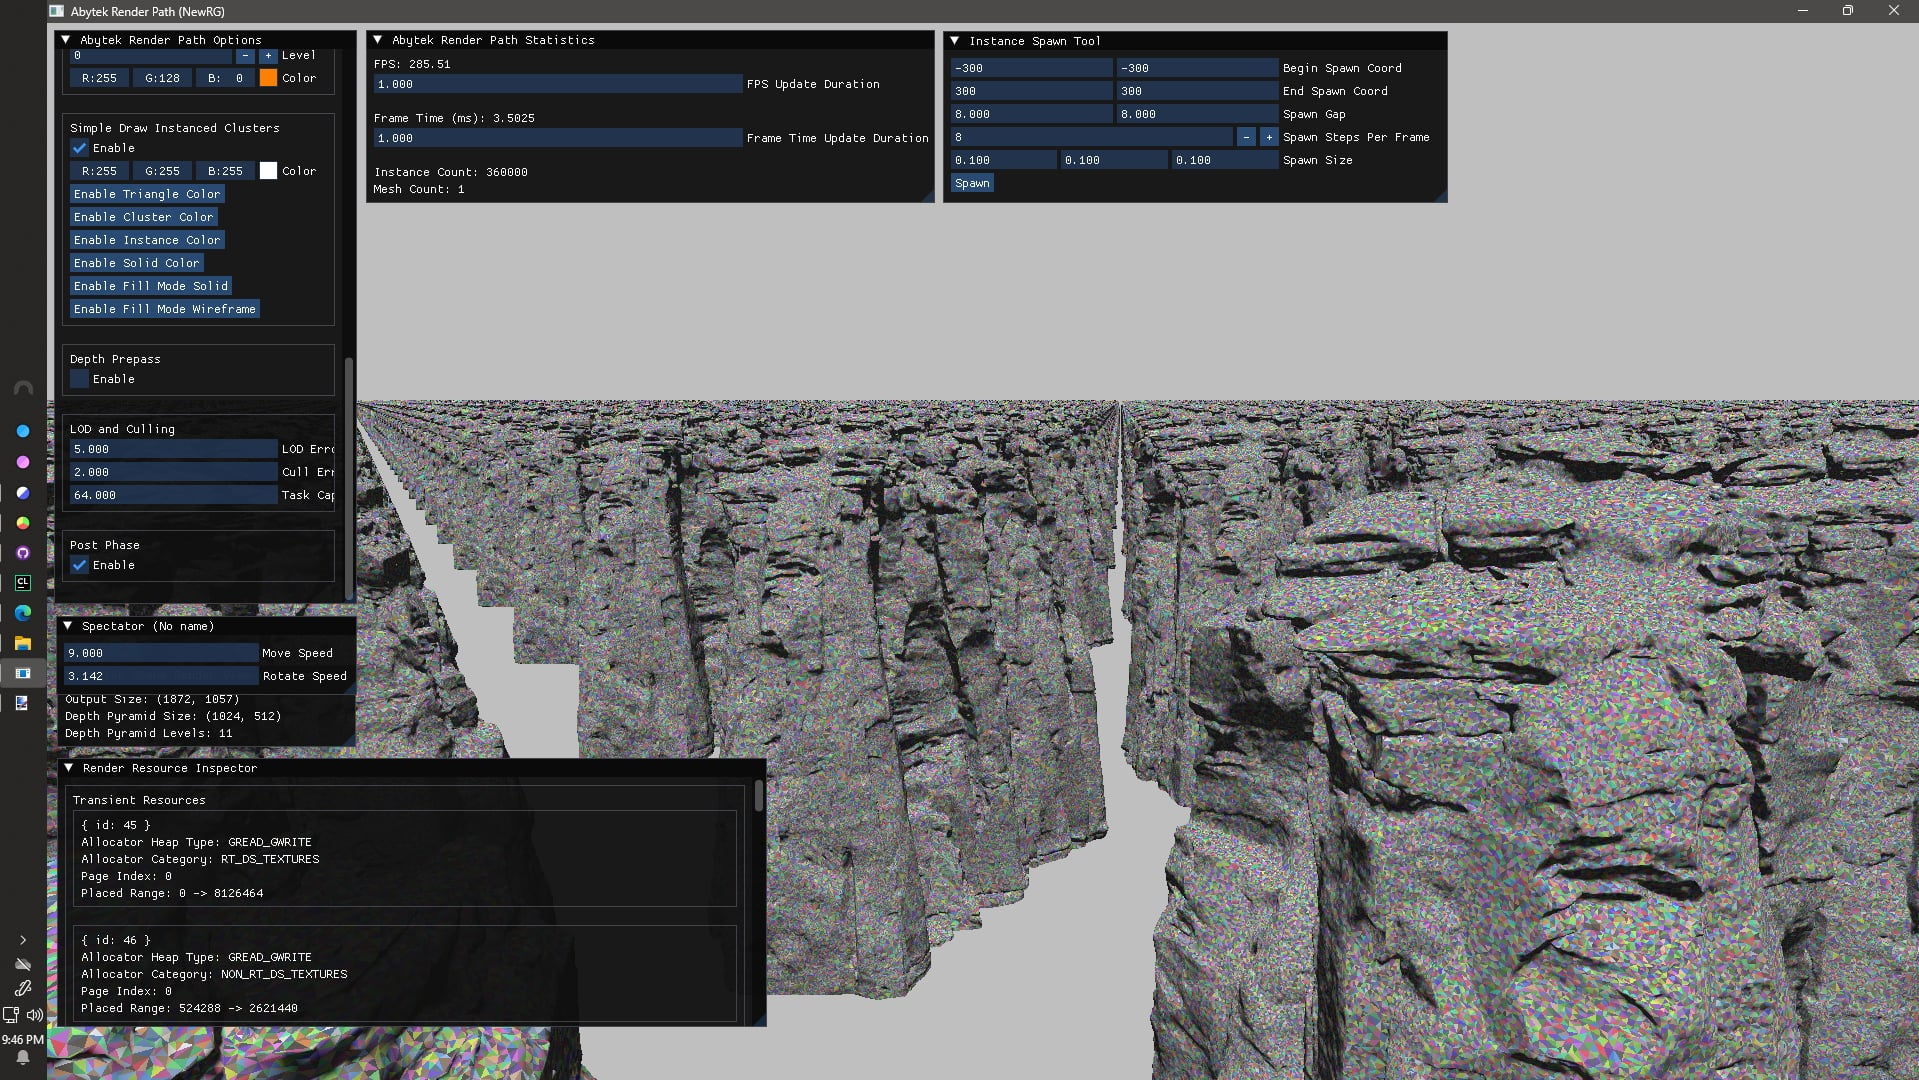 Abytek Render Path (NewRG)
Abytek Render Path Options
0 - + Level
R:255 G:128 B: 0 Color
Simple Draw Instanced Clusters
Enable
R:255 G:255 B:255 Color
Enable Triangle Color
Enable Cluster Color
Enable Instance Color
Enable Solid Color
Enable Fill Mode Solid
Enable Fill Mode Wireframe
Depth Prepass
Enable
LOD and Culling
5.000 LOD Erro
2.000 Cull Err
64.000 Task Cap
Post Phase
Enable
Abytek Render Path Statistics
FPS: 285.51
1.000 FPS Update Duration
Frame Time (ms): 3.5025
1.000 Frame Time Update Duration
Instance Count: 360000
Mesh Count: 1
Instance Spawn Tool
-300 -300 Begin Spawn Coord
300 300 End Spawn Coord
8.000 8.000 Spawn Gap
8 - + Spawn Steps Per Frame
0.100 0.100 0.100 Spawn Size
Spawn
Spectator (No name)
9.000 Move Speed
3.142 Rotate Speed
Output Size: (1872, 1057)
Depth Pyramid Size: (1024, 512)
Depth Pyramid Levels: 11
Render Resource Inspector
Transient Resources
{ id: 45 }
Allocator Heap Type: GREAD_GWRITE
Allocator Category: RT_DS_TEXTURES
Page Index: 0
Placed Range: 0 -> 8126464
{ id: 46 }
Allocator Heap Type: GREAD_GWRITE
Allocator Category: NON_RT_DS_TEXTURES
Page Index: 0
Placed Range: 524288 -> 2621440
CL
9:46 PM